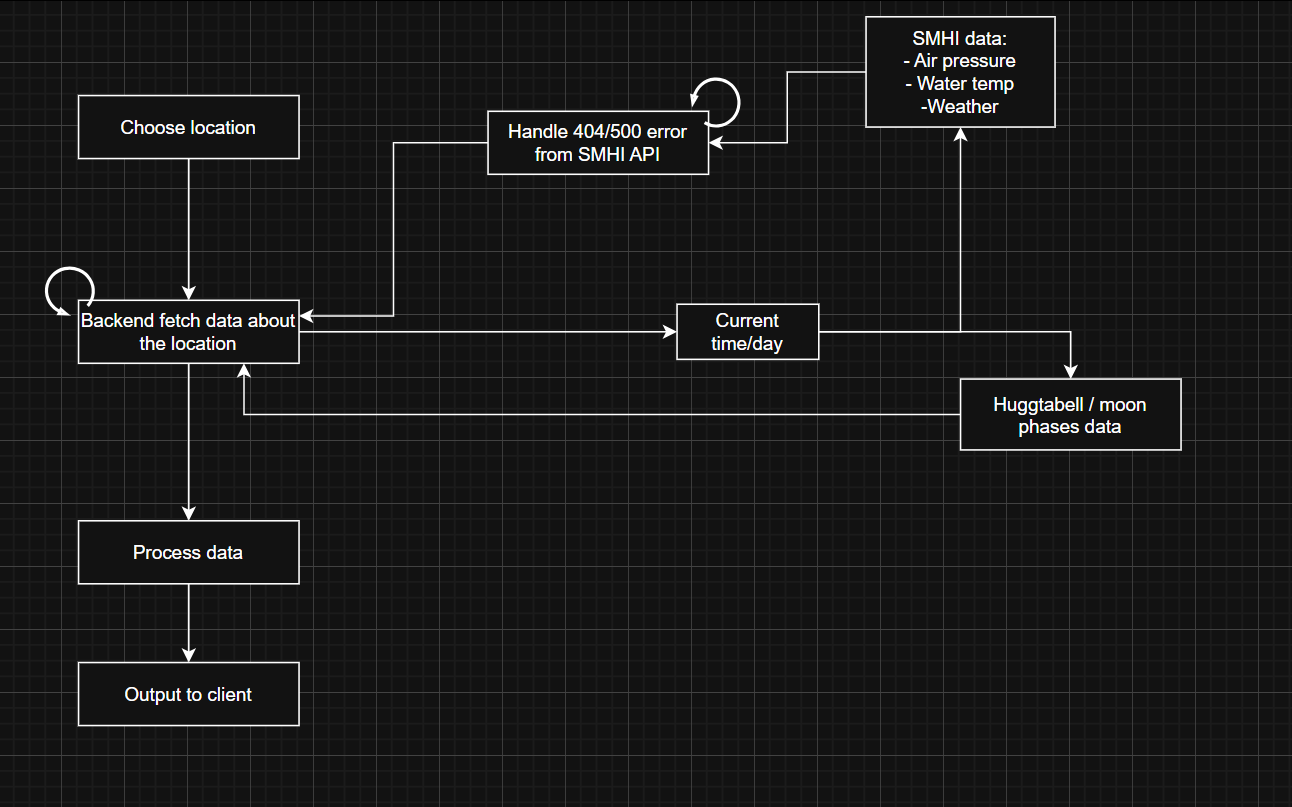 SMHI data:
- Air pressure
- Water temp
-Weather
Choose location
Handle 404/500 error
from SMHI API
Backend fetch data about
the location
Current
time/day
Huggtabell / moon
phases data
Process data
Output to client